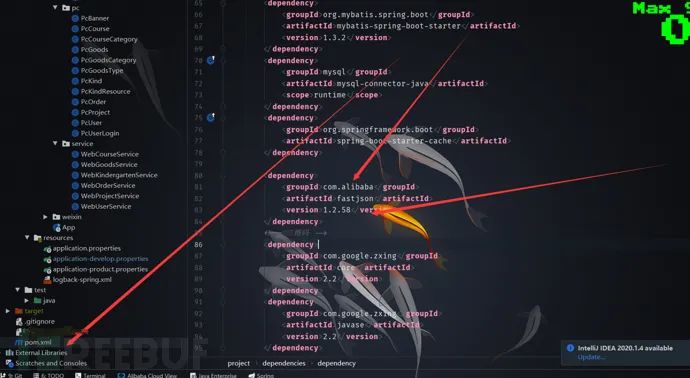 Max S
0
pc
PcBanner
PcCourse
PcCourseCategory
PcGoods
PcGoodsCategory
PcGoodsType
PcKind
PcKindResource
PcOrder
PcProject
PcUser
PcUserLogin
service
WebCourseService
WebGoodsService
WebKindergartenService
WebOrderService
WebProjectService
WebUserService
weixin
App
resources
application.properties
application-develop.properties
application-product.properties
logback-spring.xml
test
java
target
.gitignore
pom.xml
External Libraries
Scratches and Consoles
65 <dependency>
66 <groupId>org.mybatis.spring.boot</groupId>
67 <artifactId>mybatis-spring-boot-starter</artifactId>
68 <version>1.3.2</version>
69 </dependency>
70 <dependency>
71 <groupId>mysql</groupId>
72 <artifactId>mysql-connector-java</artifactId>
73 <scope>runtime</scope>
74 </dependency>
75 <dependency>
76 <groupId>org.springframework.boot</groupId>
77 <artifactId>spring-boot-starter-cache</artifactId>
78 </dependency>
79
80 <dependency>
81 <groupId>com.alibaba</groupId>
82 <artifactId>fastjson</artifactId>
83 <version>1.2.58</version>
84 </dependency>
86 <dependency>
87 <groupId>com.google.zxing</groupId>
88 <artifactId>core</artifactId>
89 <version>2.2</version>
90 </dependency>
91 <dependency>
92 <groupId>com.google.zxing</groupId>
93 <artifactId>javase</artifactId>
94 <version>2.2</version>
</dependency>
project › dependencies › dependency
IntelliJ IDEA 2020.1.4 available
Update...
9: Git
6: TODO
Terminal
Alibaba Cloud View
Java Enterprise
Spring
REEBUF